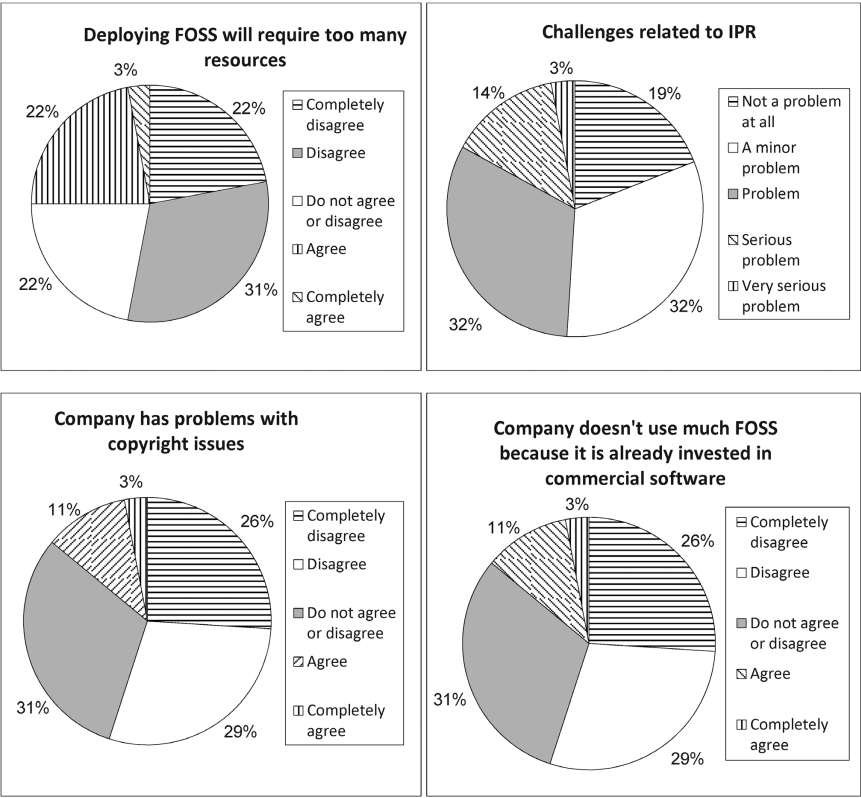 Deploying FOSS will require too many
resources
3%
22%
22%
22%
31%
Completely
disagree
Disagree
Do not agree
or disagree
Agree
Completely
agree
Challenges related to IPR
3%
14%
19%
32%
32%
Not a problem
at all
A minor
problem
Problem
Serious
problem
Very serious
problem
Company has problems with
copyright issues
3%
11%
26%
31%
29%
Completely
disagree
Disagree
Do not agree
or disagree
Agree
Completely
agree
Company doesn't use much FOSS
because it is already invested in
commercial software
3%
11%
26%
31%
29%
Completely
disagree
Disagree
Do not agree
or disagree
Agree
Completely
agree